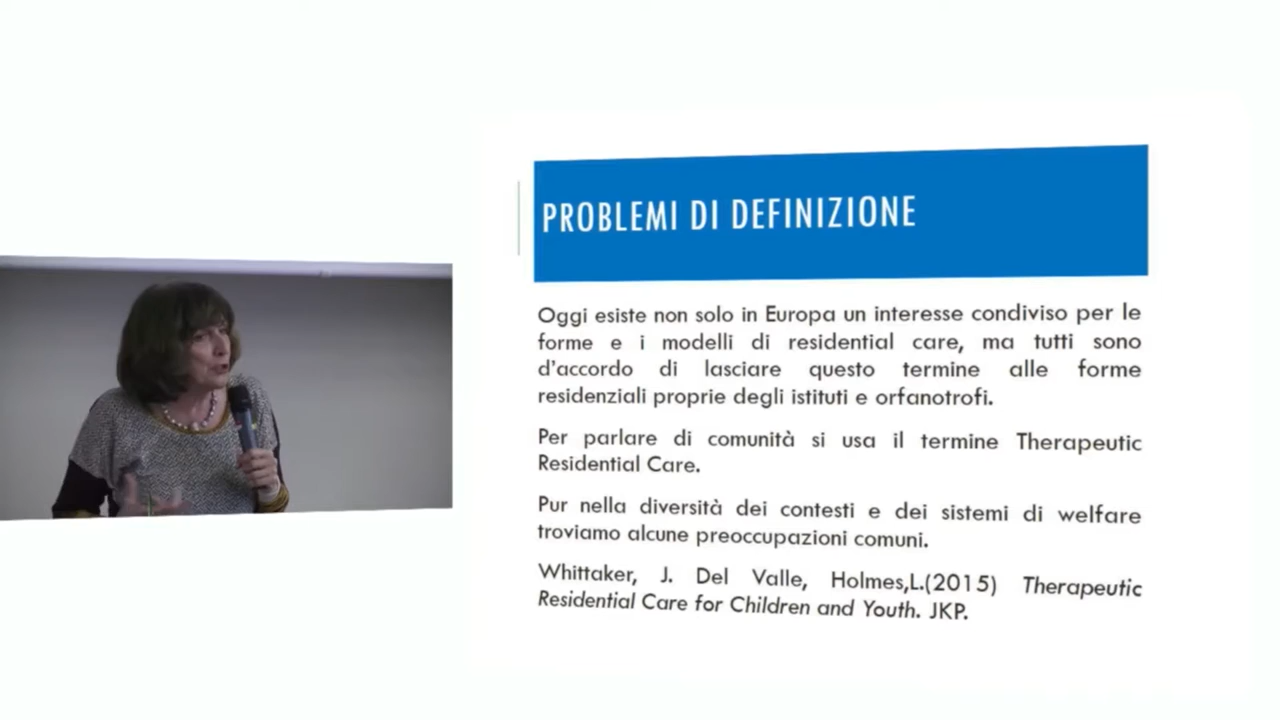 PROBLEMI DI DEFINIZIONE
Oggi esiste non solo in Europa un interesse condiviso per le
forme e i modelli di residential care, ma tutti sono
d'accordo di lasciare questo termine alle forme
residenziali proprie degli istituti e orfanotrofi.
Per parlare di comunità si usa il termine Therapeutic
Residential Care.
Pur nella diversità dei contesti e dei sistemi di welfare
troviamo alcune preoccupazioni comuni.
Whittaker, J. Del Valle, Holmes,L.(2015) Therapeutic
Residential Care for Children and Youth. JKP.